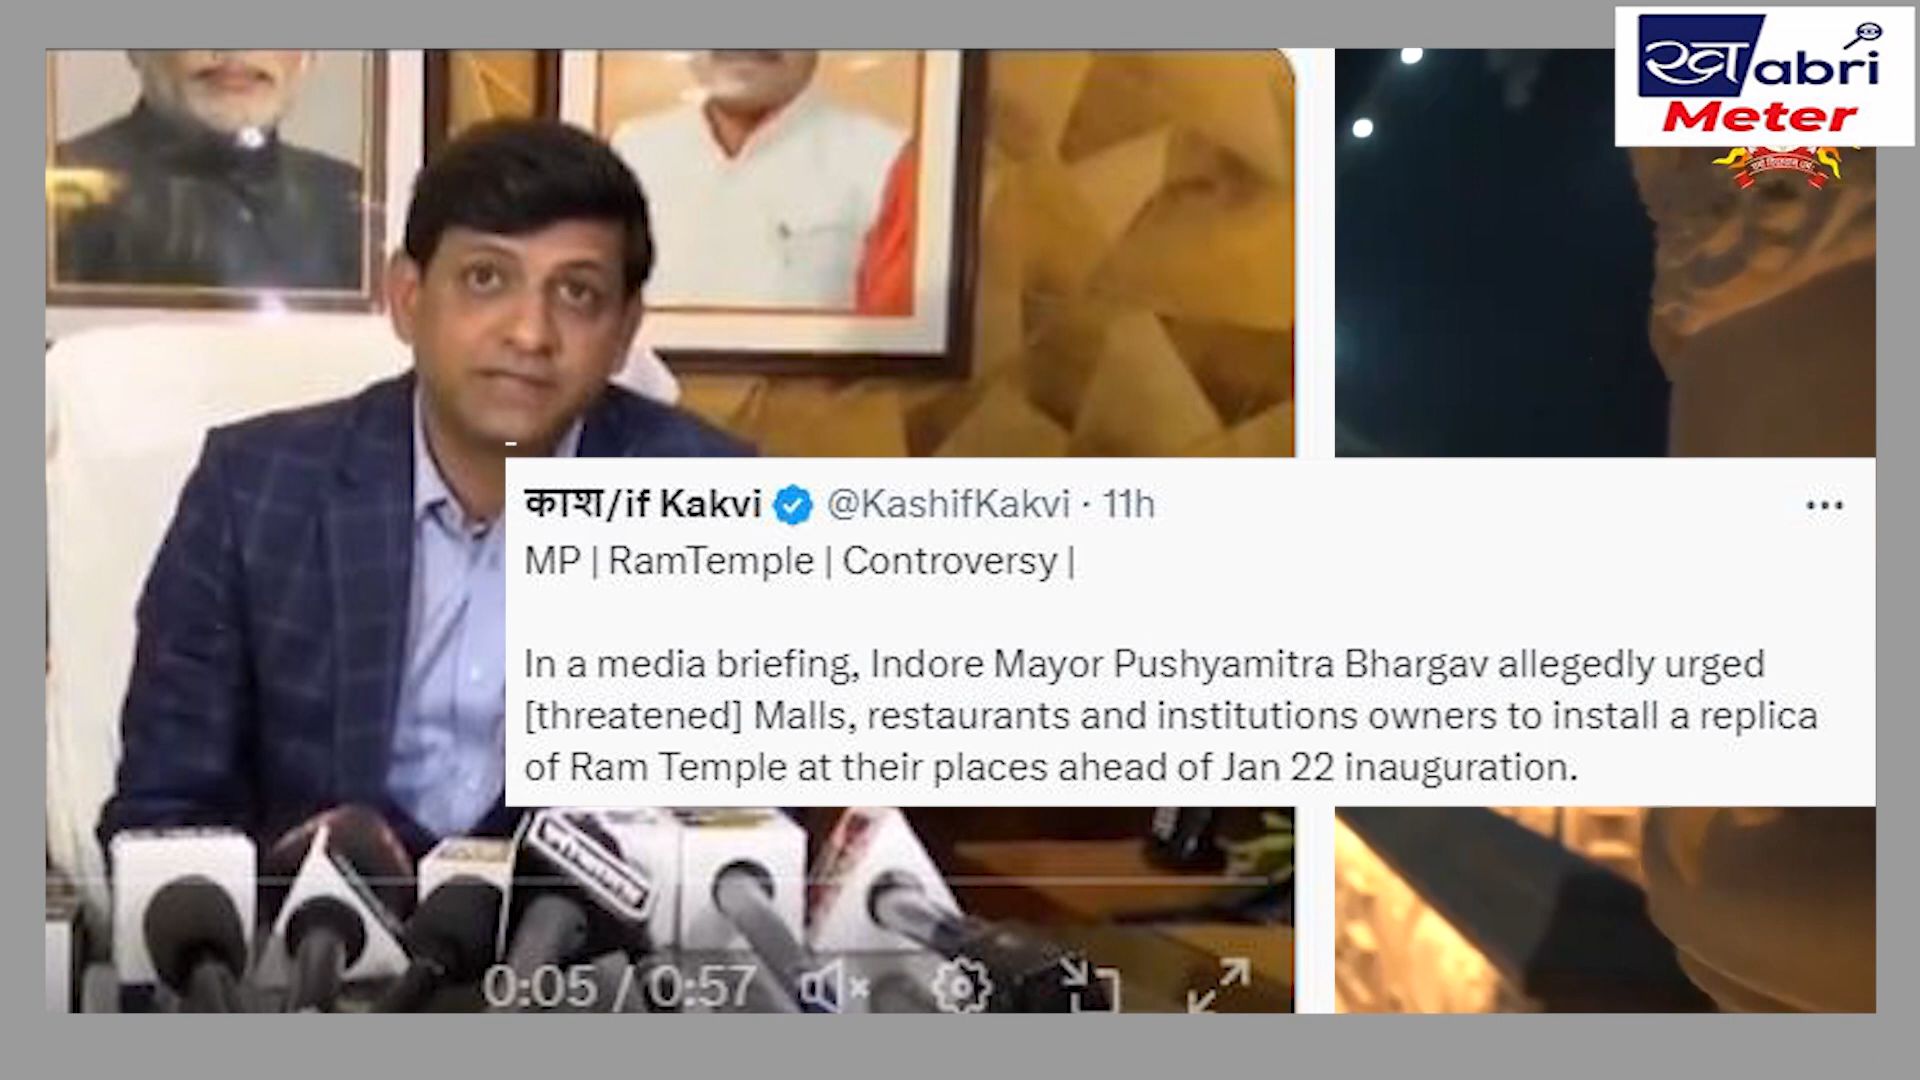 खabri
Meter
काश/if Kakvi @KashifKakvi · 11h
MP | RamTemple | Controversy |
In a media briefing, Indore Mayor Pushyamitra Bhargav allegedly urged
[threatened] Malls, restaurants and institutions owners to install a replica
of Ram Temple at their places ahead of Jan 22 inauguration.
0:05 / 0:57